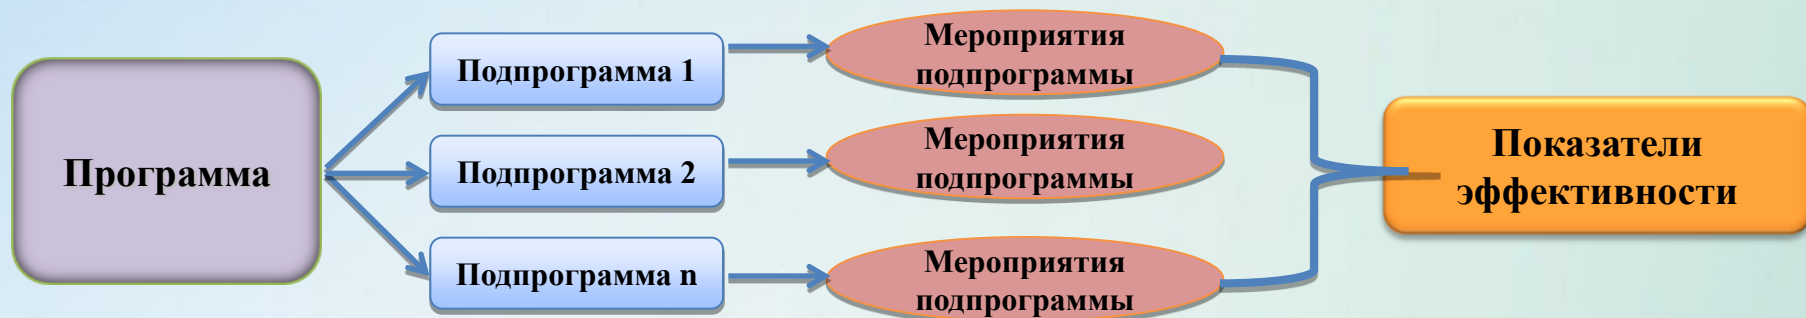 Программа
Подпрограмма 1
Мероприятия
подпрограммы
Подпрограмма 2
Мероприятия
подпрограммы
Подпрограмма n
Мероприятия
подпрограммы
Показатели
эффективности